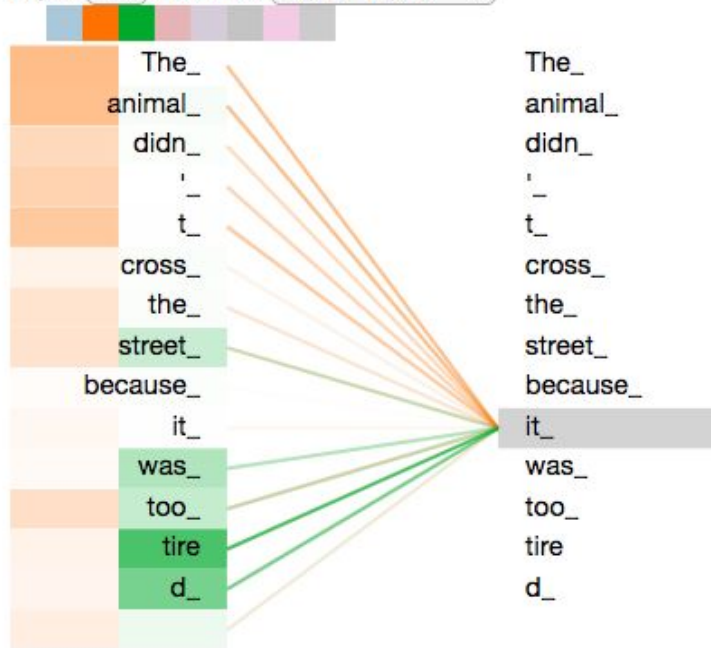 The_ The_
animal_ animal_
didn_ didn_
'_ '_
t_ t_
cross_ cross_
the_ the_
street_ street_
because_ because_
it_ it_
was_ was_
too_ too_
tire tire
d_ d_